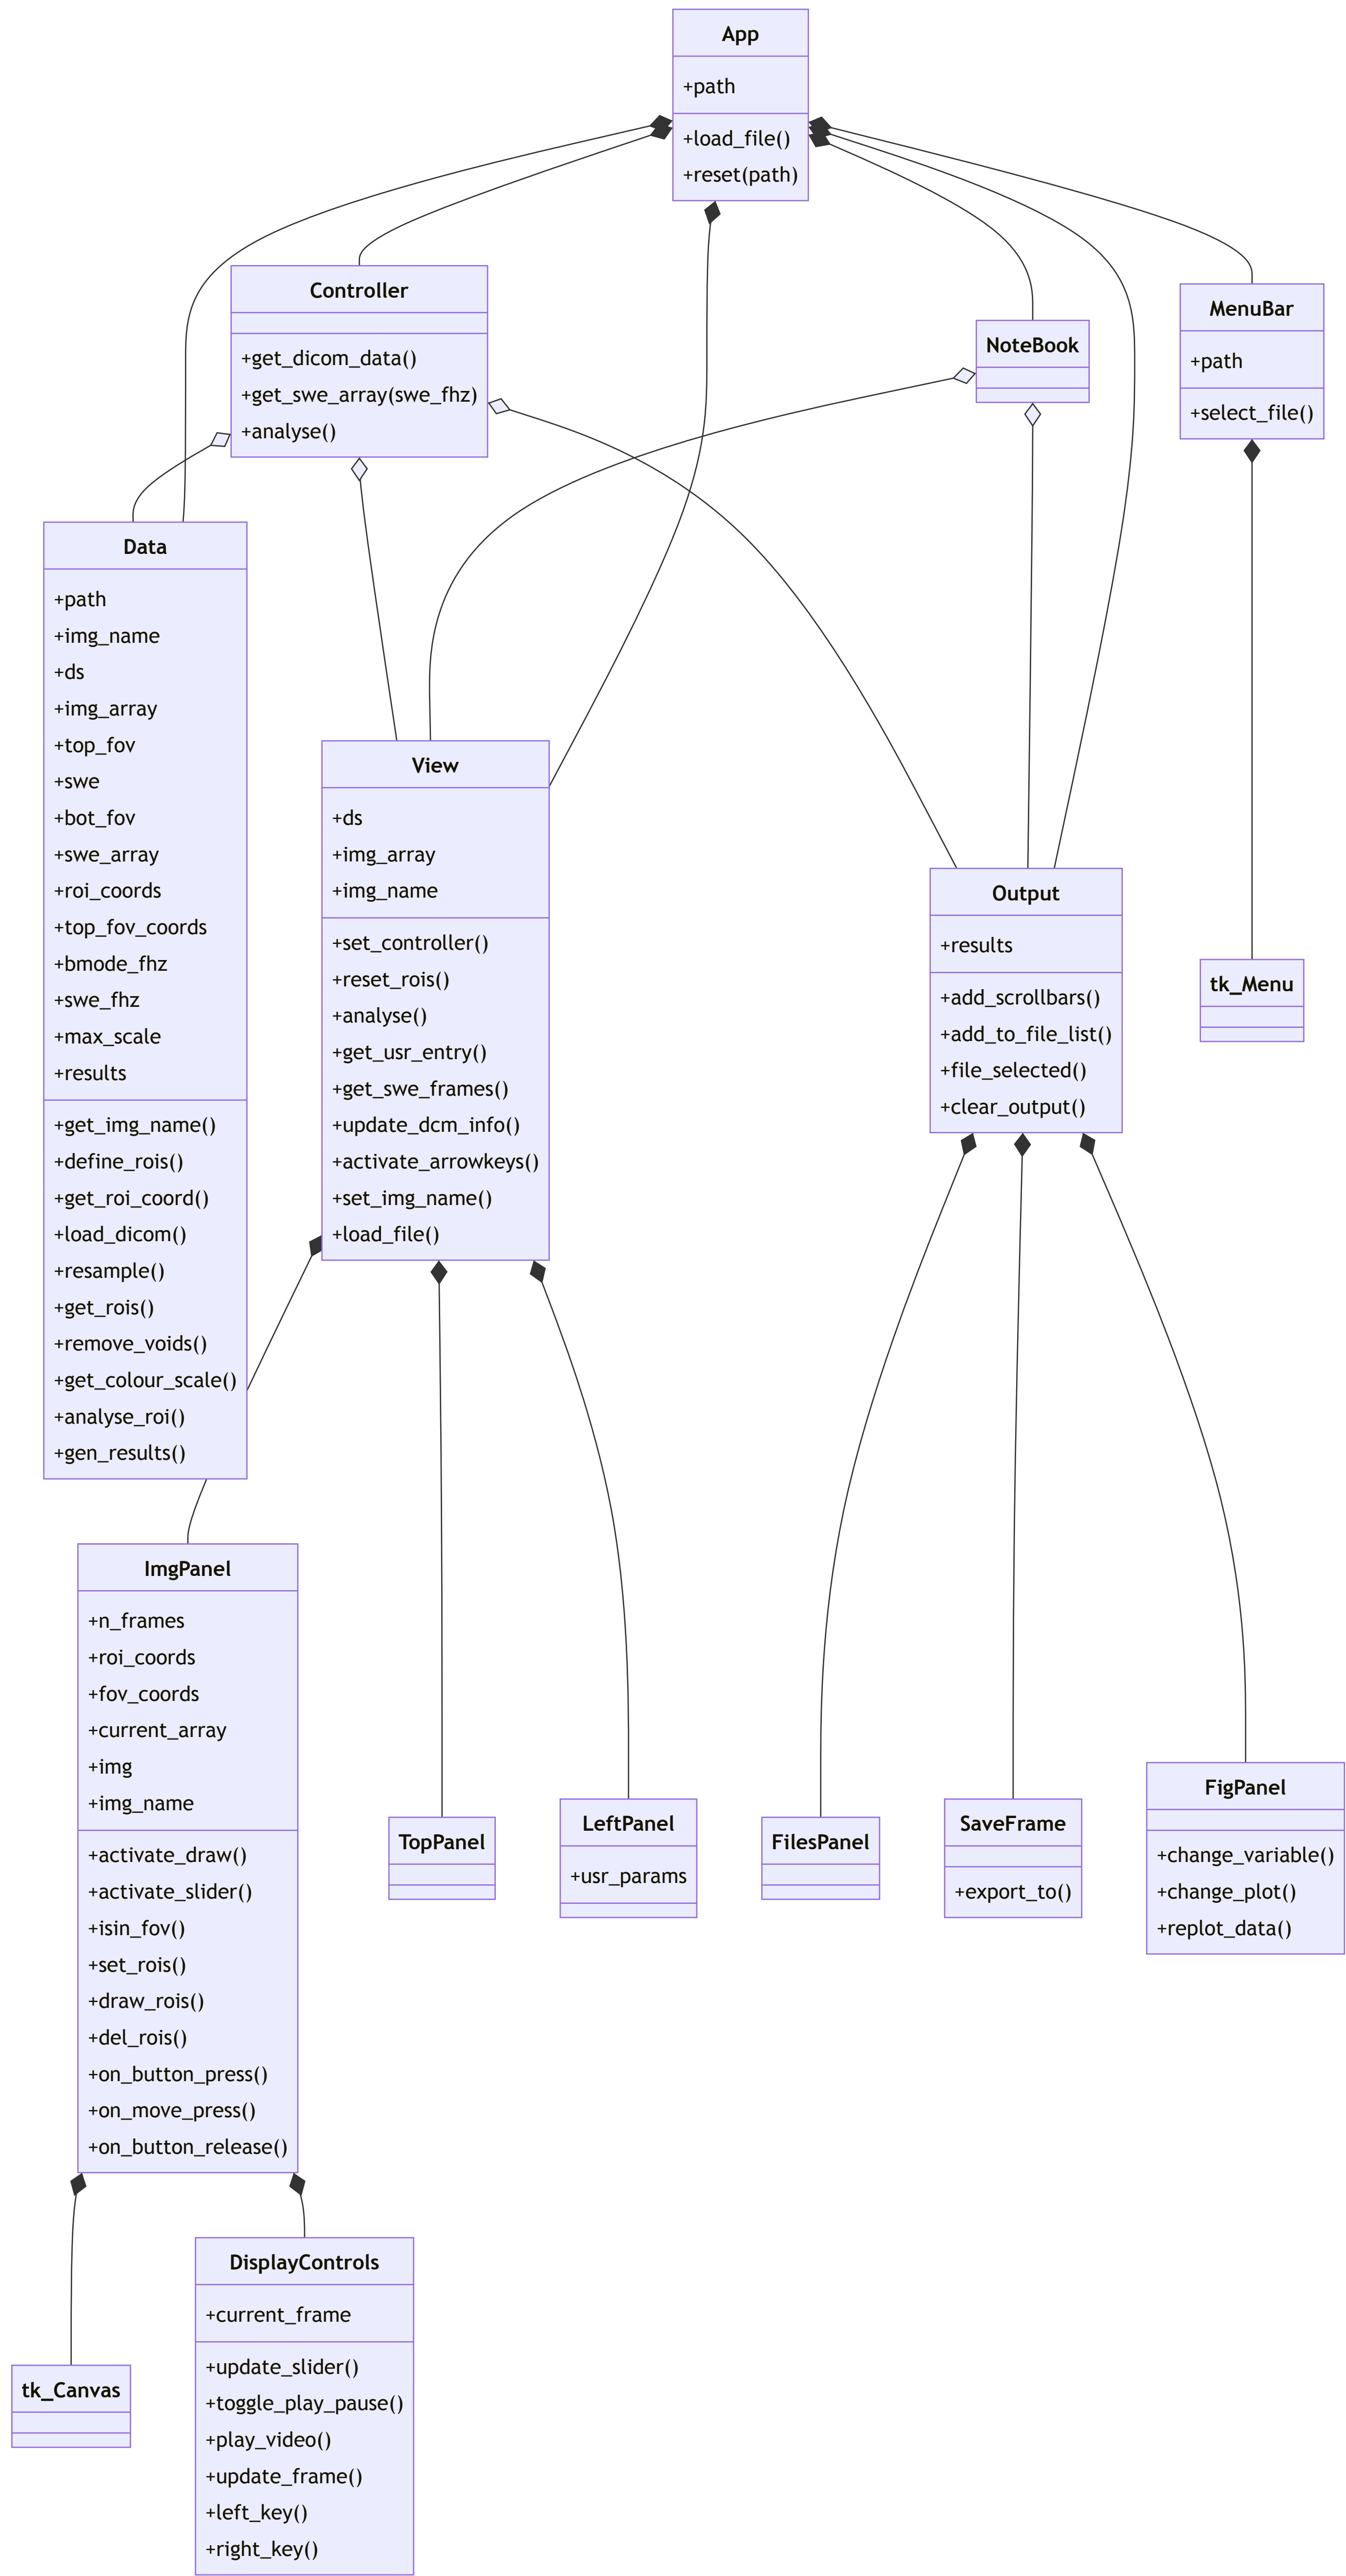 App
+path
+load_file()
+reset(path)
Controller
+get_dicom_data()
+get_swe_array(swe_fhz)
+analyse()
NoteBook
MenuBar
+path
+select_file()
Data
+path
+img_name
+ds
+img_array
+top_fov
+swe
+bot_fov
+swe_array
+roi_coords
+top_fov_coords
+bmode_fhz
+swe_fhz
+max_scale
+results
+get_img_name()
+define_rois()
+get_roi_coord()
+load_dicom()
+resample()
+get_rois()
+remove_voids()
+get_colour_scale()
+analyse_roi()
+gen_results()
View
+ds
+img_array
+img_name
+set_controller()
+reset_rois()
+analyse()
+get_usr_entry()
+get_swe_frames()
+update_dcm_info()
+activate_arrowkeys()
+set_img_name()
+load_file()
Output
+results
+add_scrollbars()
+add_to_file_list()
+file_selected()
+clear_output()
tk_Menu
ImgPanel
+n_frames
+roi_coords
+fov_coords
+current_array
+img
+img_name
+activate_draw()
+activate_slider()
+isin_fov()
+set_rois()
+draw_rois()
+del_rois()
+on_button_press()
+on_move_press()
+on_button_release()
TopPanel
LeftPanel
+usr_params
FilesPanel
SaveFrame
+export_to()
FigPanel
+change_variable()
+change_plot()
+replot_data()
tk_Canvas
DisplayControls
+current_frame
+update_slider()
+toggle_play_pause()
+play_video()
+update_frame()
+left_key()
+right_key()